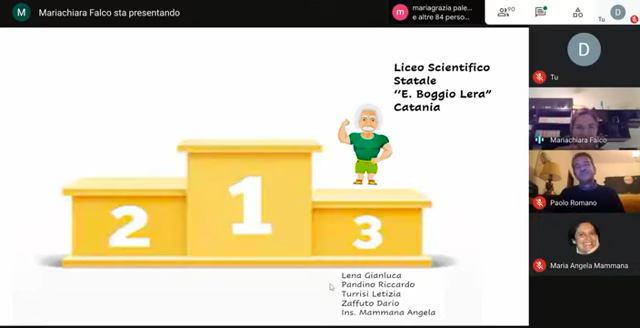 M
Mariachiara Falco sta presentando
m
mariagrazia pale...
e altre 84 perso...
90
Tu
D
D
Tu
Mariachiara Falco
Paolo Romano
Maria Angela Mammana
Liceo Scientifico
Statale
‘‘E. Boggio Lera”
Catania
2
1
3
Lena Gianluca
Pandino Riccardo
Turrisi Letizia
Zaffuto Dario
Ins. Mammana Angela